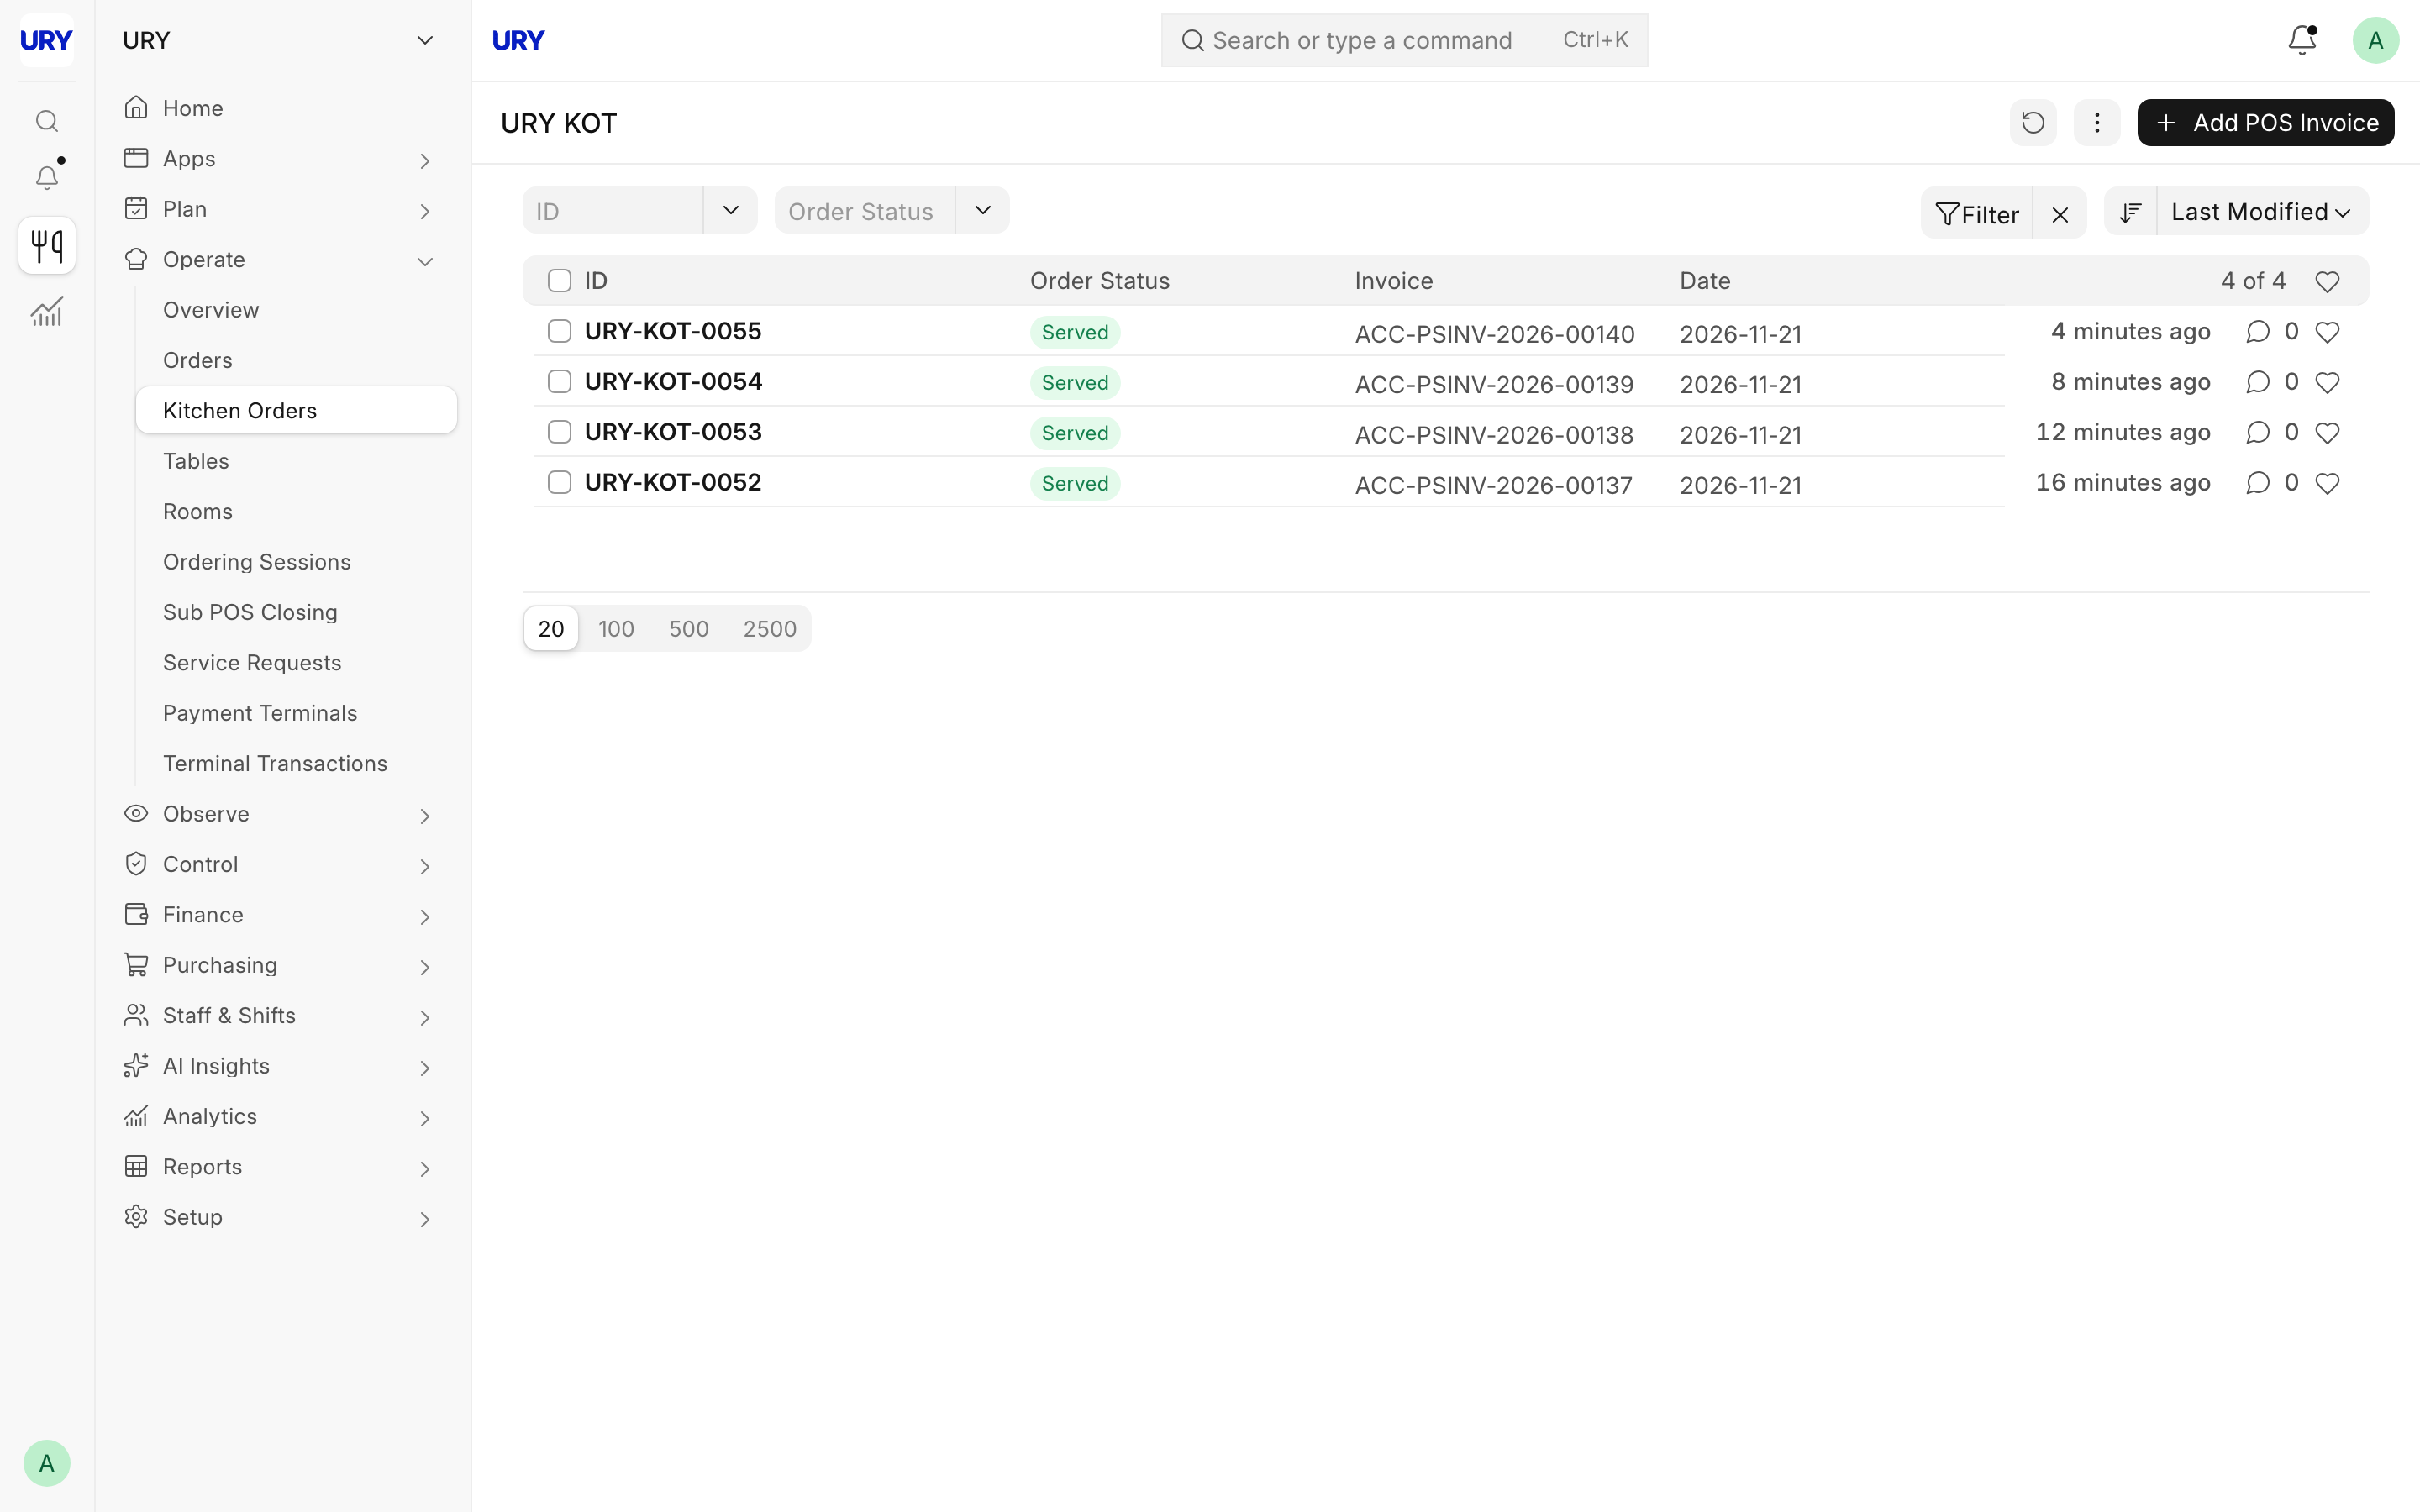 URY
URY
URY
Search or type a command
Ctrl+K
A
Home
Apps
Plan
Operate
Overview
Orders
Kitchen Orders
Tables
Rooms
Ordering Sessions
Sub POS Closing
Service Requests
Payment Terminals
Terminal Transactions
Observe
Control
Finance
Purchasing
Staff & Shifts
AI Insights
Analytics
Reports
Setup
A
URY KOT
Add POS Invoice
ID
Order Status
Filter
Last Modified
ID Order Status Invoice Date 4 of 4
URY-KOT-0055 Served ACC-PSINV-2026-00140 2026-11-21 4 minutes ago 0
URY-KOT-0054 Served ACC-PSINV-2026-00139 2026-11-21 8 minutes ago 0
URY-KOT-0053 Served ACC-PSINV-2026-00138 2026-11-21 12 minutes ago 0
URY-KOT-0052 Served ACC-PSINV-2026-00137 2026-11-21 16 minutes ago 0
20 100 500 2500